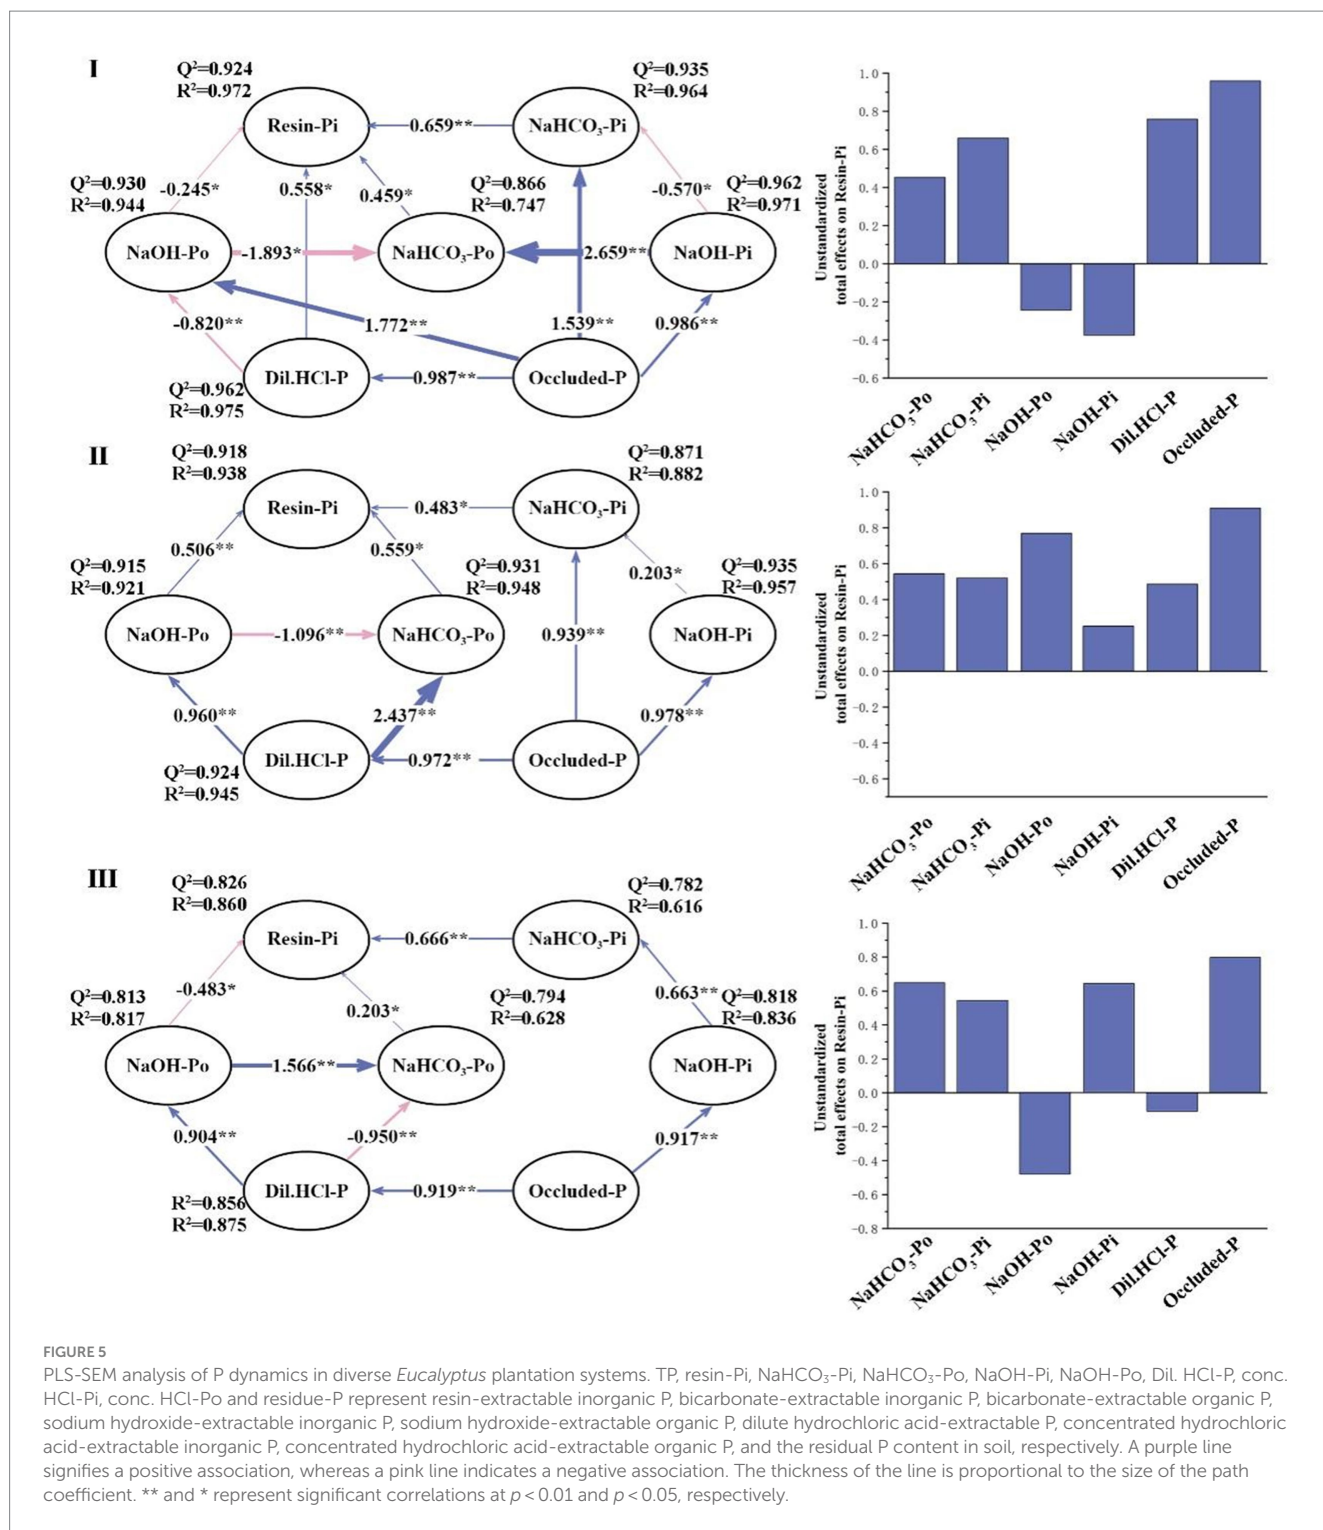 I
Q²=0.924
R²=0.972
Q²=0.935
R²=0.964
Resin-Pi
0.659**
NaHCO₃-Pi
Q²=0.930
R²=0.944
-0.245*
0.558*
0.459*
Q²=0.866
R²=0.747
-0.570*
Q²=0.962
R²=0.971
NaOH-Po
-1.893*
NaHCO₃-Po
2.659**
NaOH-Pi
-0.820**
1.772**
1.539**
0.986**
Q²=0.962
R²=0.975
Dil.HCl-P
0.987**
Occluded-P
Unstandardized
total effects on Resin-Pi
1.0
0.8
0.6
0.4
0.2
0.0
−0.2
−0.4
−0.6
NaHCO₃-Po
NaHCO₃-Pi
NaOH-Po
NaOH-Pi
Dil.HCl-P
Occluded-P
II
Q²=0.918
R²=0.938
Q²=0.871
R²=0.882
Resin-Pi
0.483*
NaHCO₃-Pi
Q²=0.915
R²=0.921
0.506**
0.559*
Q²=0.931
R²=0.948
0.203*
Q²=0.935
R²=0.957
NaOH-Po
-1.096**
NaHCO₃-Po
0.939**
NaOH-Pi
0.960**
2.437**
0.978**
Q²=0.924
R²=0.945
Dil.HCl-P
0.972**
Occluded-P
Unstandardized
total effects on Resin-Pi
1.0
0.8
0.6
0.4
0.2
0.0
−0.2
−0.4
−0.6
NaHCO₃-Po
NaHCO₃-Pi
NaOH-Po
NaOH-Pi
Dil.HCl-P
Occluded-P
III
Q²=0.826
R²=0.860
Q²=0.782
R²=0.616
Resin-Pi
0.666**
NaHCO₃-Pi
Q²=0.813
R²=0.817
-0.483*
0.203*
Q²=0.794
R²=0.628
0.663**
Q²=0.818
R²=0.836
NaOH-Po
1.566**
NaHCO₃-Po
NaOH-Pi
0.904**
-0.950**
0.917**
R²=0.856
R²=0.875
Dil.HCl-P
0.919**
Occluded-P
Unstandardized
total effects on Resin-Pi
1.0
0.8
0.6
0.4
0.2
0.0
−0.2
−0.4
−0.6
−0.8
NaHCO₃-Po
NaHCO₃-Pi
NaOH-Po
NaOH-Pi
Dil.HCl-P
Occluded-P
FIGURE 5
PLS-SEM analysis of P dynamics in diverse Eucalyptus plantation systems. TP, resin-Pi, NaHCO₃-Pi, NaHCO₃-Po, NaOH-Pi, NaOH-Po, Dil. HCl-P, conc.
HCl-Pi, conc. HCl-Po and residue-P represent resin-extractable inorganic P, bicarbonate-extractable inorganic P, bicarbonate-extractable organic P,
sodium hydroxide-extractable inorganic P, sodium hydroxide-extractable organic P, dilute hydrochloric acid-extractable P, concentrated hydrochloric
acid-extractable inorganic P, concentrated hydrochloric acid-extractable organic P, and the residual P content in soil, respectively. A purple line
signifies a positive association, whereas a pink line indicates a negative association. The thickness of the line is proportional to the size of the path
coefficient. ** and * represent significant correlations at p < 0.01 and p < 0.05, respectively.